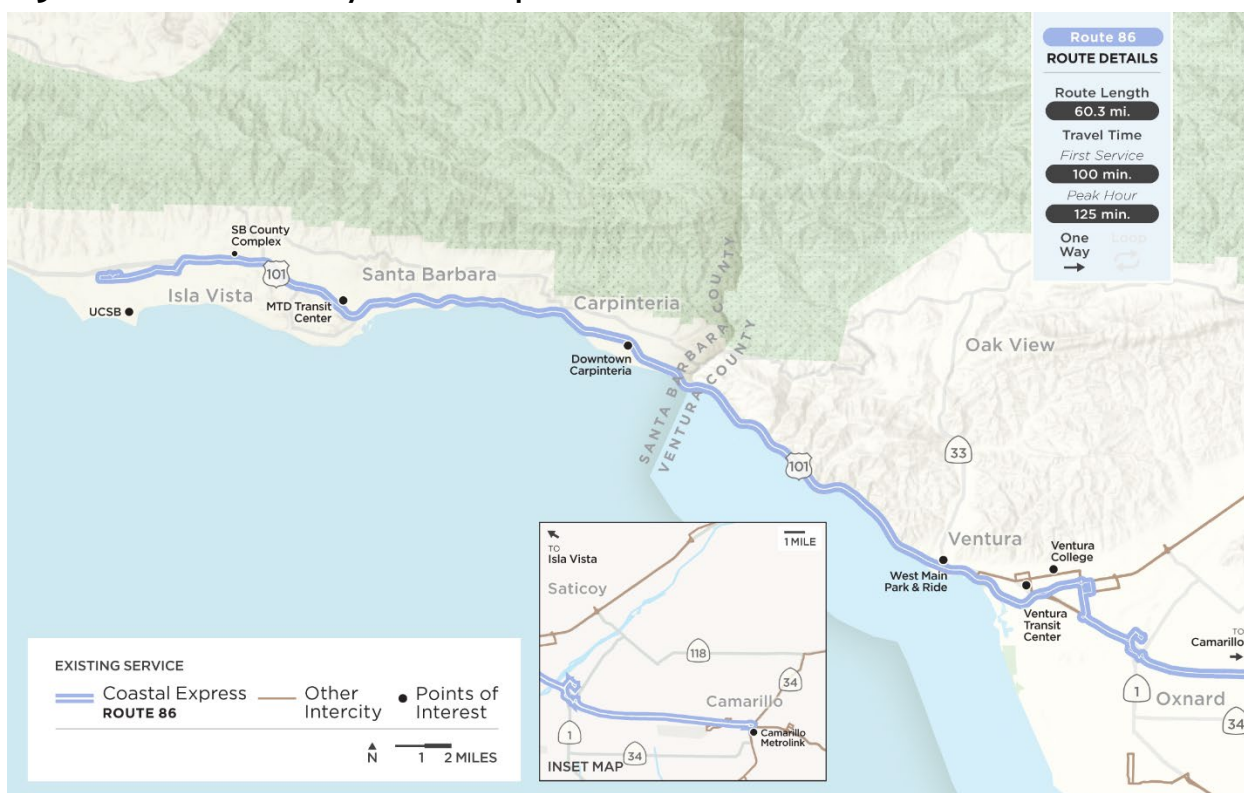 Route 86
ROUTE DETAILS
Route Length
60.3 mi.
Travel Time
First Service
100 min.
Peak Hour
125 min.
One
Way
Loop
SB County
Complex
101
Santa Barbara
Isla Vista
MTD Transit
Center
UCSB
Carpinteria
Downtown
Carpinteria
SANTA BARBARA COUNTY
VENTURA COUNTY
Oak View
33
101
Ventura
Ventura
College
West Main
Park & Ride
Ventura
Transit
Center
TO
Camarillo
1
Oxnard
34
TO
Isla Vista
1 MILE
Saticoy
118
34
Camarillo
1
34
Camarillo
Metrolink
INSET MAP
EXISTING SERVICE
Coastal Express
ROUTE 86
Other
Intercity
Points of
Interest
N
1 2 MILES